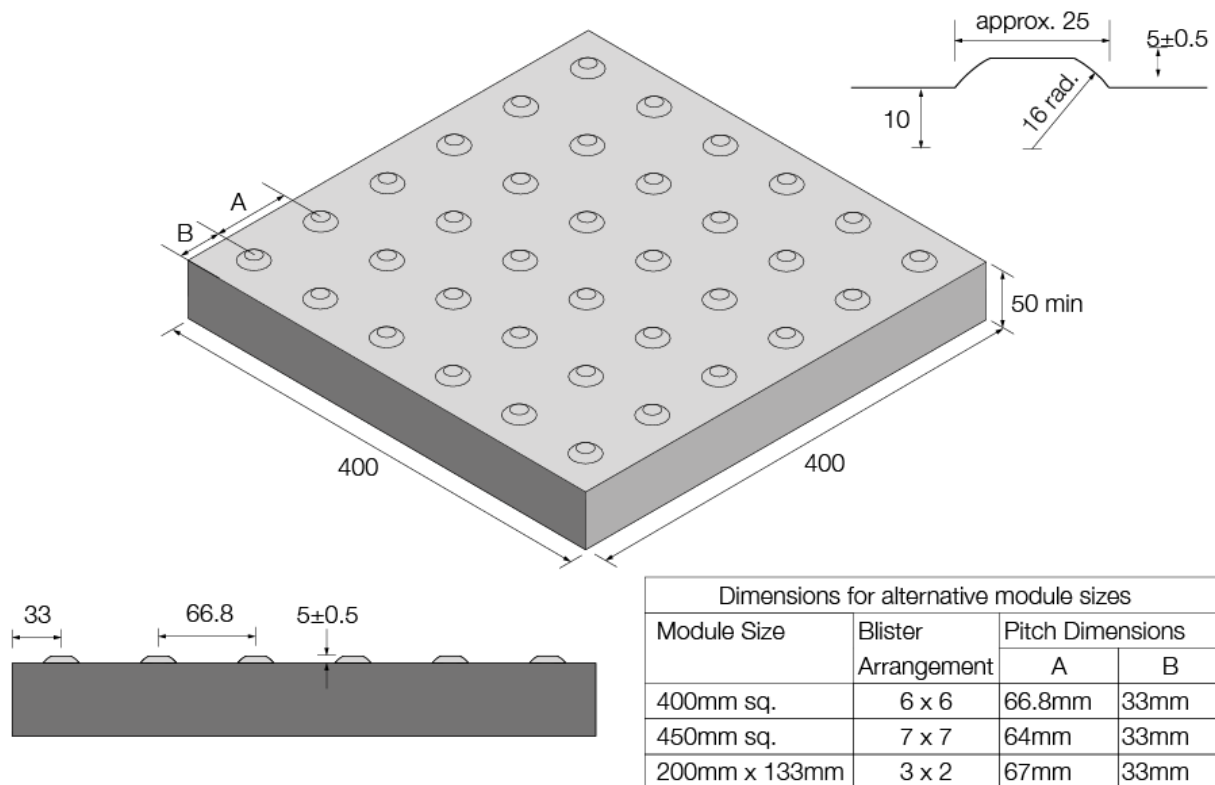 approx. 25
5±0.5
10
16 rad.
A
B
50 min
400
400
33
66.8
5±0.5
Dimensions for alternative module sizes
Module Size Blister Arrangement Pitch Dimensions
A B
400mm sq. 6 x 6 66.8mm 33mm
450mm sq. 7 x 7 64mm 33mm
200mm x 133mm 3 x 2 67mm 33mm